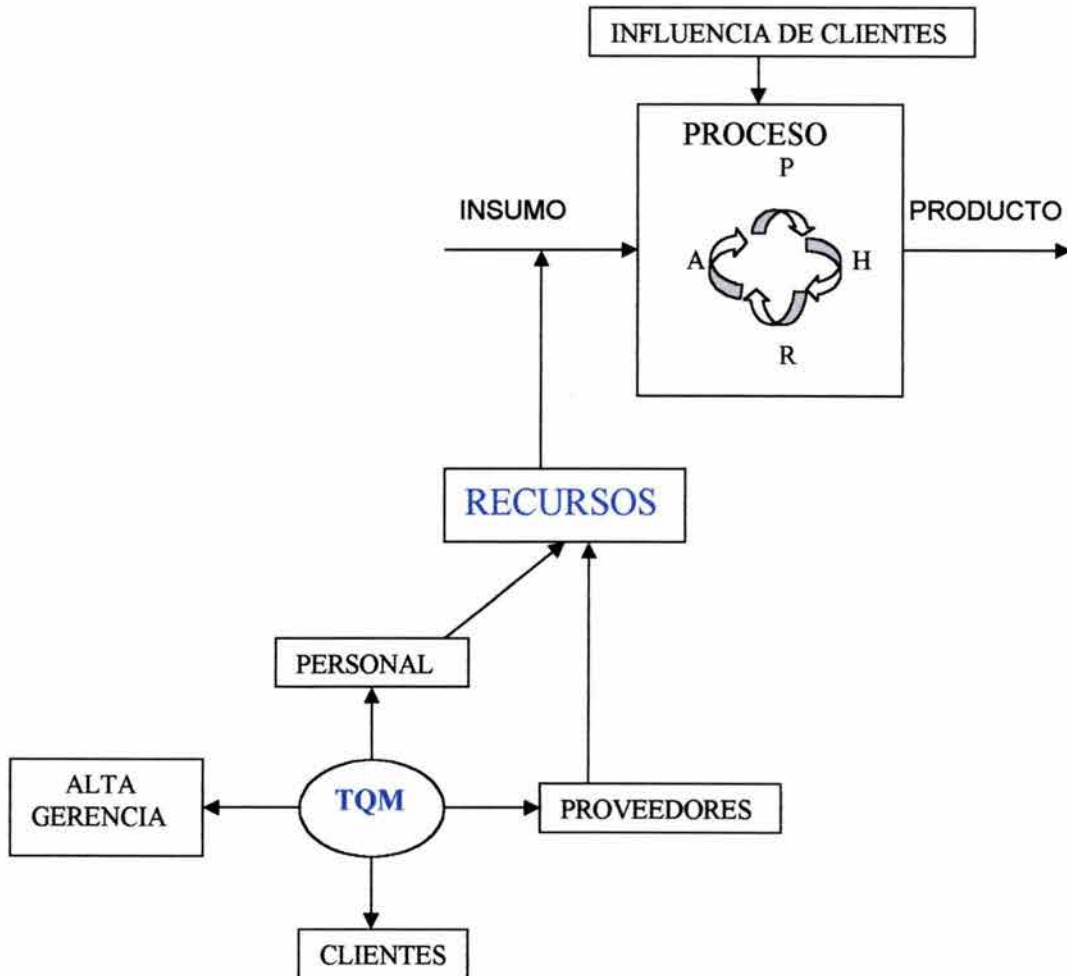 INFLUENCIA DE CLIENTES
PROCESO
P
INSUMO
PRODUCTO
A
H
R
RECURSOS
PERSONAL
ALTA
GERENCIA
TQM
PROVEEDORES
CLIENTES